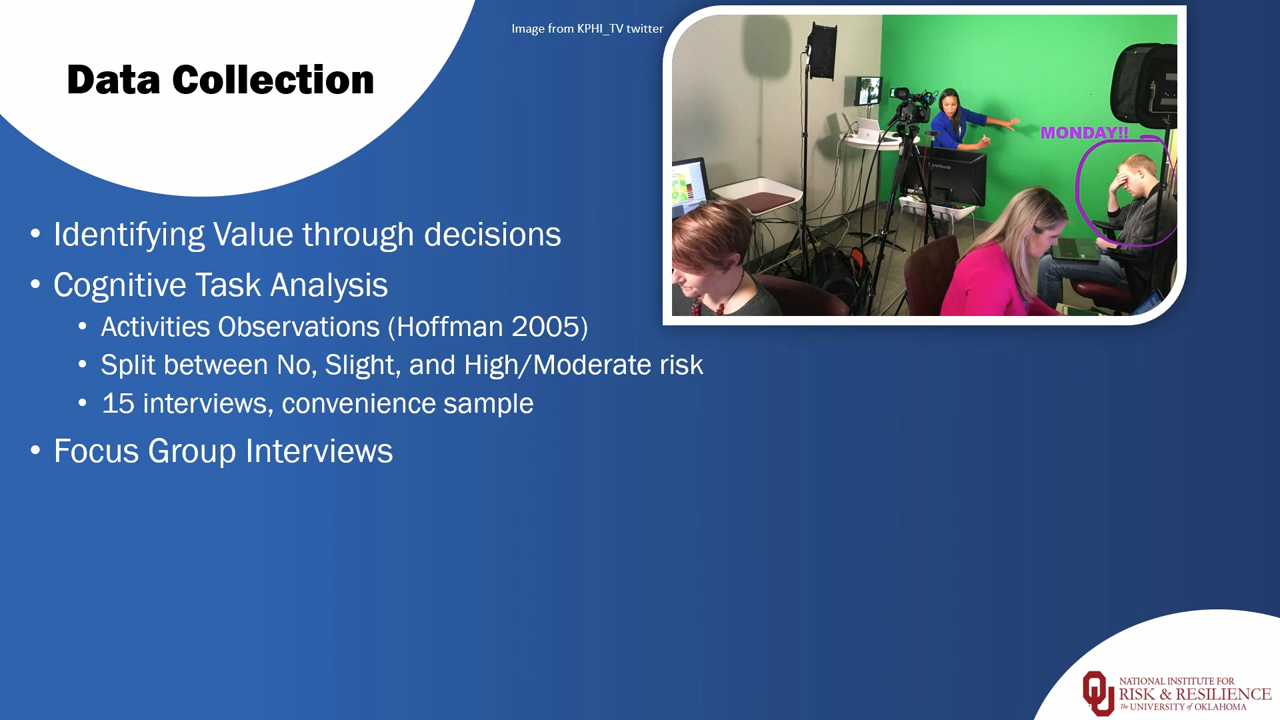 Image from KPHI_TV twitter
Data Collection
MONDAY!!
• Identifying Value through decisions
• Cognitive Task Analysis
• Activities Observations (Hoffman 2005)
• Split between No, Slight, and High/Moderate risk
• 15 interviews, convenience sample
• Focus Group Interviews
NATIONAL INSTITUTE FOR
RISK & RESILIENCE
The UNIVERSITY of OKLAHOMA